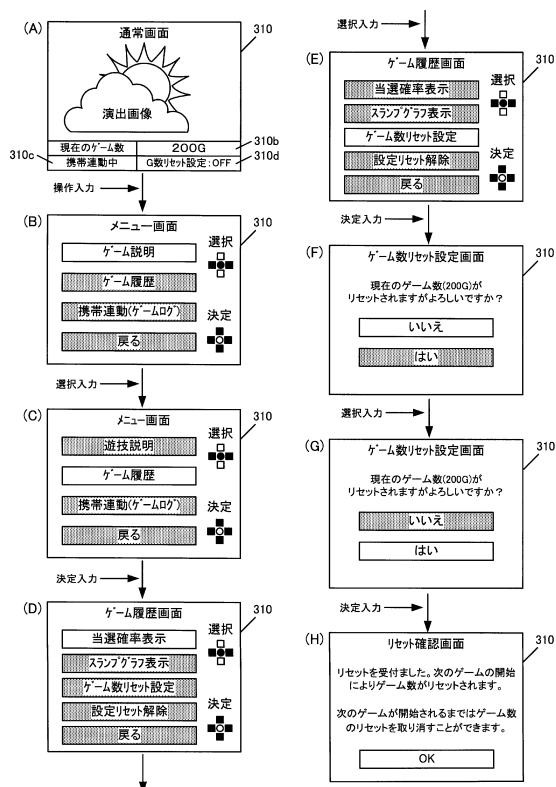 (A)
通常画面
310
演出画像
現在のゲーム数
200G
310b
310c
携帯連動中
G数リセット設定:OFF
310d
操作入力
(B)
メニュー画面
310
ゲーム説明
選択
ゲーム履歴
携帯連動(ゲームログ)
決定
戻る
選択入力
(C)
メニュー画面
310
遊技説明
選択
ゲーム履歴
携帯連動(ゲームログ)
決定
戻る
決定入力
(D)
ゲーム履歴画面
310
当選確率表示
選択
スランプグラフ表示
ゲーム数リセット設定
設定リセット解除
決定
戻る
選択入力
(E)
ゲーム履歴画面
310
当選確率表示
選択
スランプグラフ表示
ゲーム数リセット設定
設定リセット解除
決定
戻る
決定入力
(F)
ゲーム数リセット設定画面
310
現在のゲーム数(200G)が
リセットされますがよろしいですか?
いいえ
はい
選択入力
(G)
ゲーム数リセット設定画面
310
現在のゲーム数(200G)が
リセットされますがよろしいですか?
いいえ
はい
決定入力
(H)
リセット確認画面
310
リセットを受付ました。次のゲームの開始
によりゲーム数がリセットされます。
次のゲームが開始されるまではゲーム数
のリセットを取り消すことができます。
OK